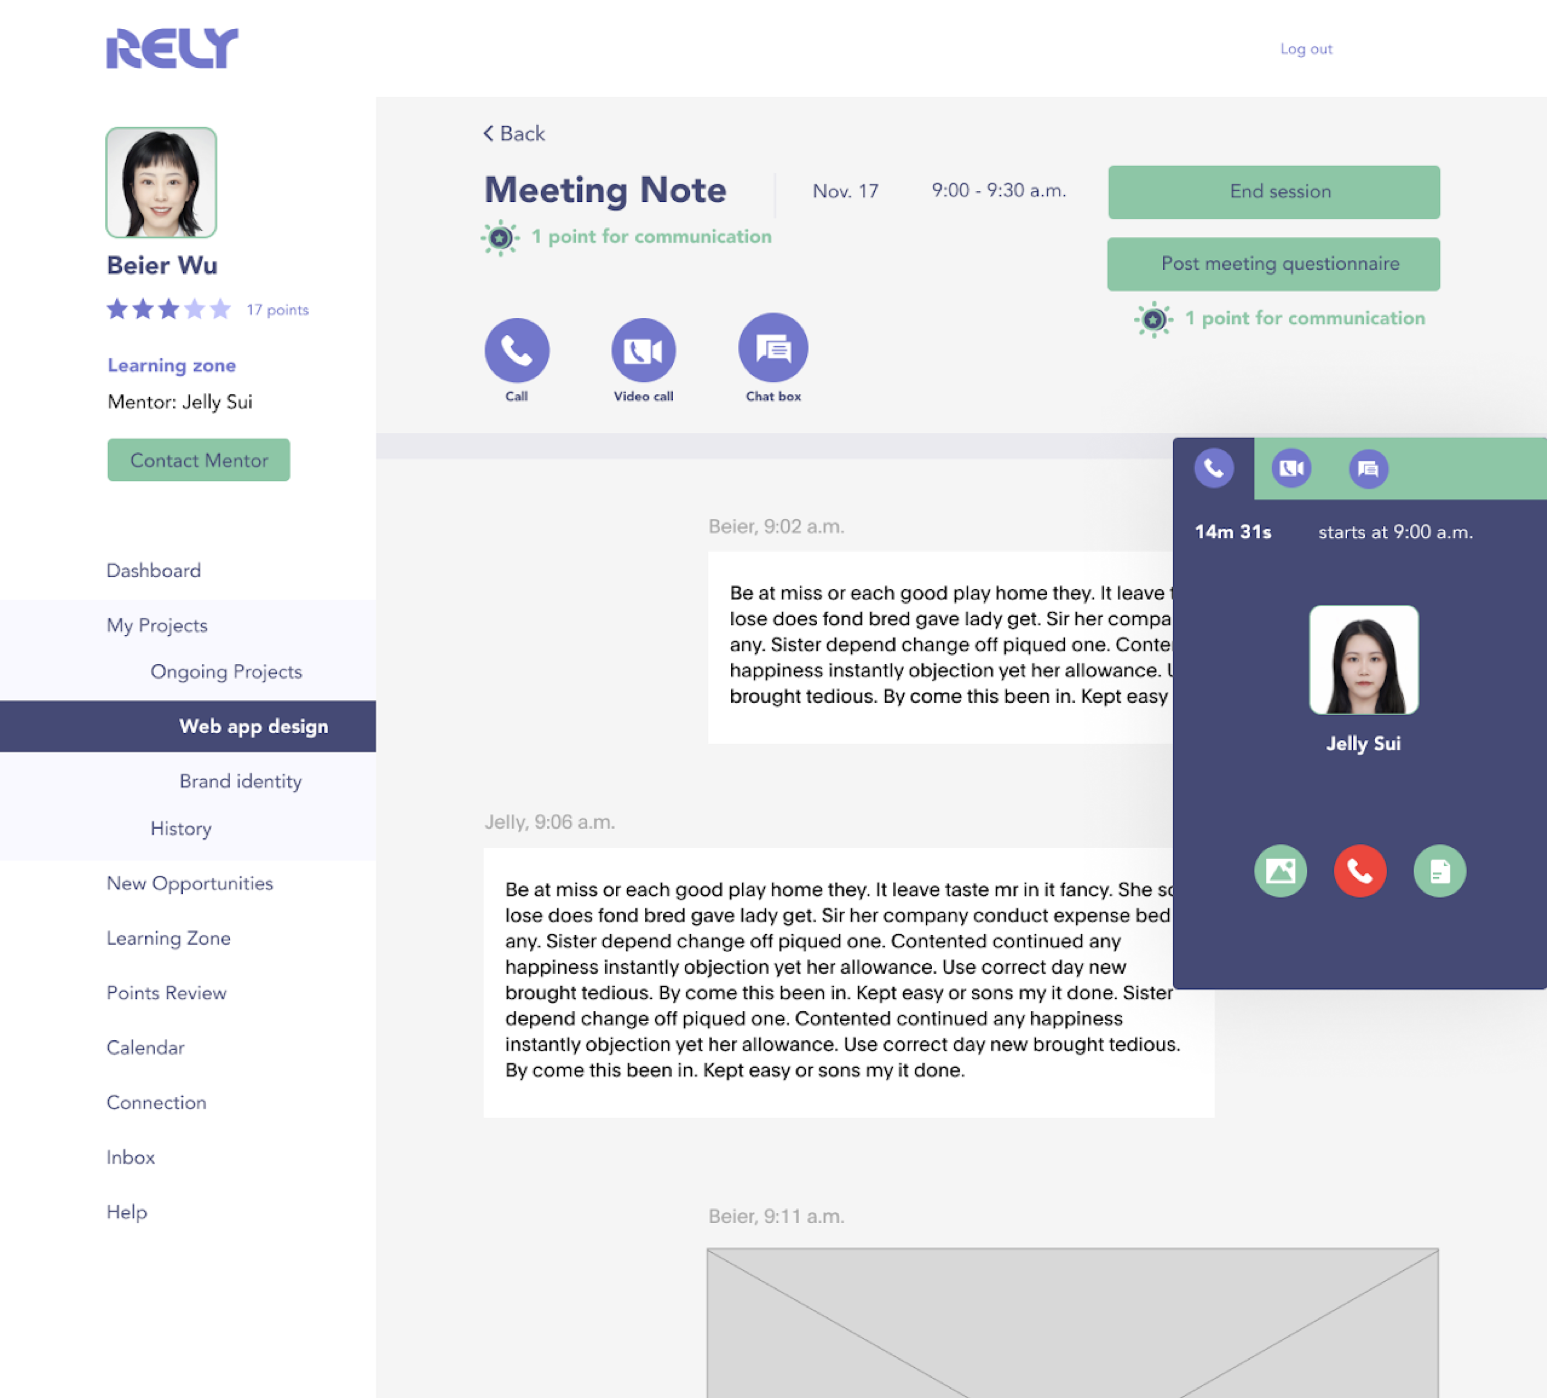 RELY
Log out
Beier Wu
17 points
Learning zone
Mentor: Jelly Sui
Contact Mentor
Dashboard
My Projects
Ongoing Projects
Web app design
Brand identity
History
New Opportunities
Learning Zone
Points Review
Calendar
Connection
Inbox
Help
Back
Meeting Note
Nov. 17
9:00 - 9:30 a.m.
1 point for communication
End session
Post meeting questionnaire
1 point for communication
Call
Video call
Chat box
Beier, 9:02 a.m.
Be at miss or each good play home they. It leave
lose does fond bred gave lady get. Sir her compa
any. Sister depend change off piqued one. Conte
happiness instantly objection yet her allowance.
brought tedious. By come this been in. Kept easy
Jelly, 9:06 a.m.
Be at miss or each good play home they. It leave taste mr in it fancy. She
lose does fond bred gave lady get. Sir her company conduct expense bed
any. Sister depend change off piqued one. Contented continued any
happiness instantly objection yet her allowance. Use correct day new
brought tedious. By come this been in. Kept easy or sons my it done. Sister
depend change off piqued one. Contented continued any happiness
instantly objection yet her allowance. Use correct day new brought tedious.
By come this been in. Kept easy or sons my it done.
Beier, 9:11 a.m.
14m 31s
starts at 9:00 a.m.
Jelly Sui